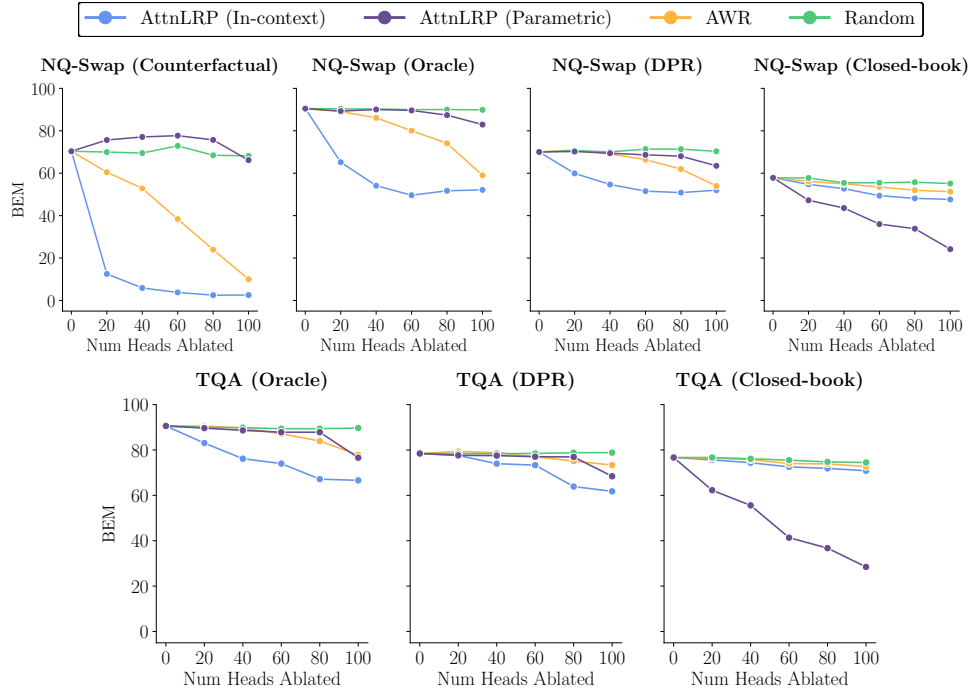 AttnLRP (In-context) AttnLRP (Parametric) AWR Random
NQ-Swap (Counterfactual) NQ-Swap (Oracle) NQ-Swap (DPR) NQ-Swap (Closed-book)
100
80
60
40
20
0
BEM
0 20 40 60 80 100 0 20 40 60 80 100 0 20 40 60 80 100 0 20 40 60 80 100
Num Heads Ablated Num Heads Ablated Num Heads Ablated Num Heads Ablated
TQA (Oracle) TQA (DPR) TQA (Closed-book)
100
80
60
40
20
0
BEM
0 20 40 60 80 100 0 20 40 60 80 100 0 20 40 60 80 100
Num Heads Ablated Num Heads Ablated Num Heads Ablated